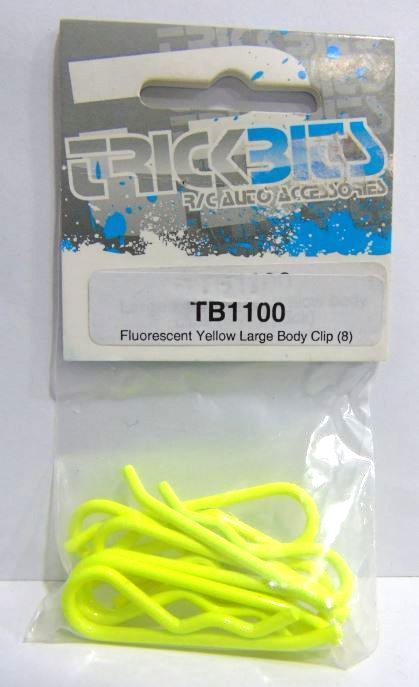 TRICKBITS
R/C AUTO ACCESSORIES
TB1100
Fluorescent Yellow Large Body Clip (8)